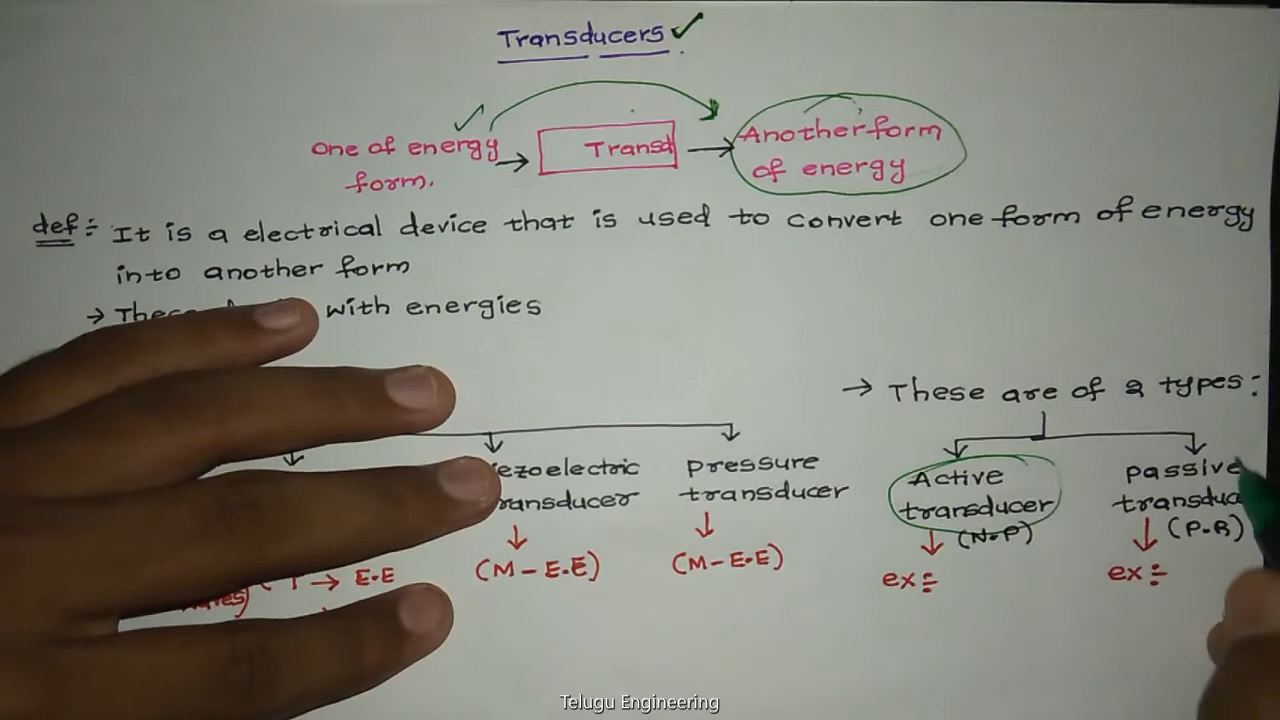 Transducers
One of energy form.
Transd
Another form of energy
def:- It is a electrical device that is used to convert one form of energy
into another form
→ with energies
→ These are of 2 types:-
Pressure transducer
(M - E.E)
(M - E.E)
→ E.E
Active transducer
(N.P)
ex:-
Passive
(P.R)
ex:-
Telugu Engineering